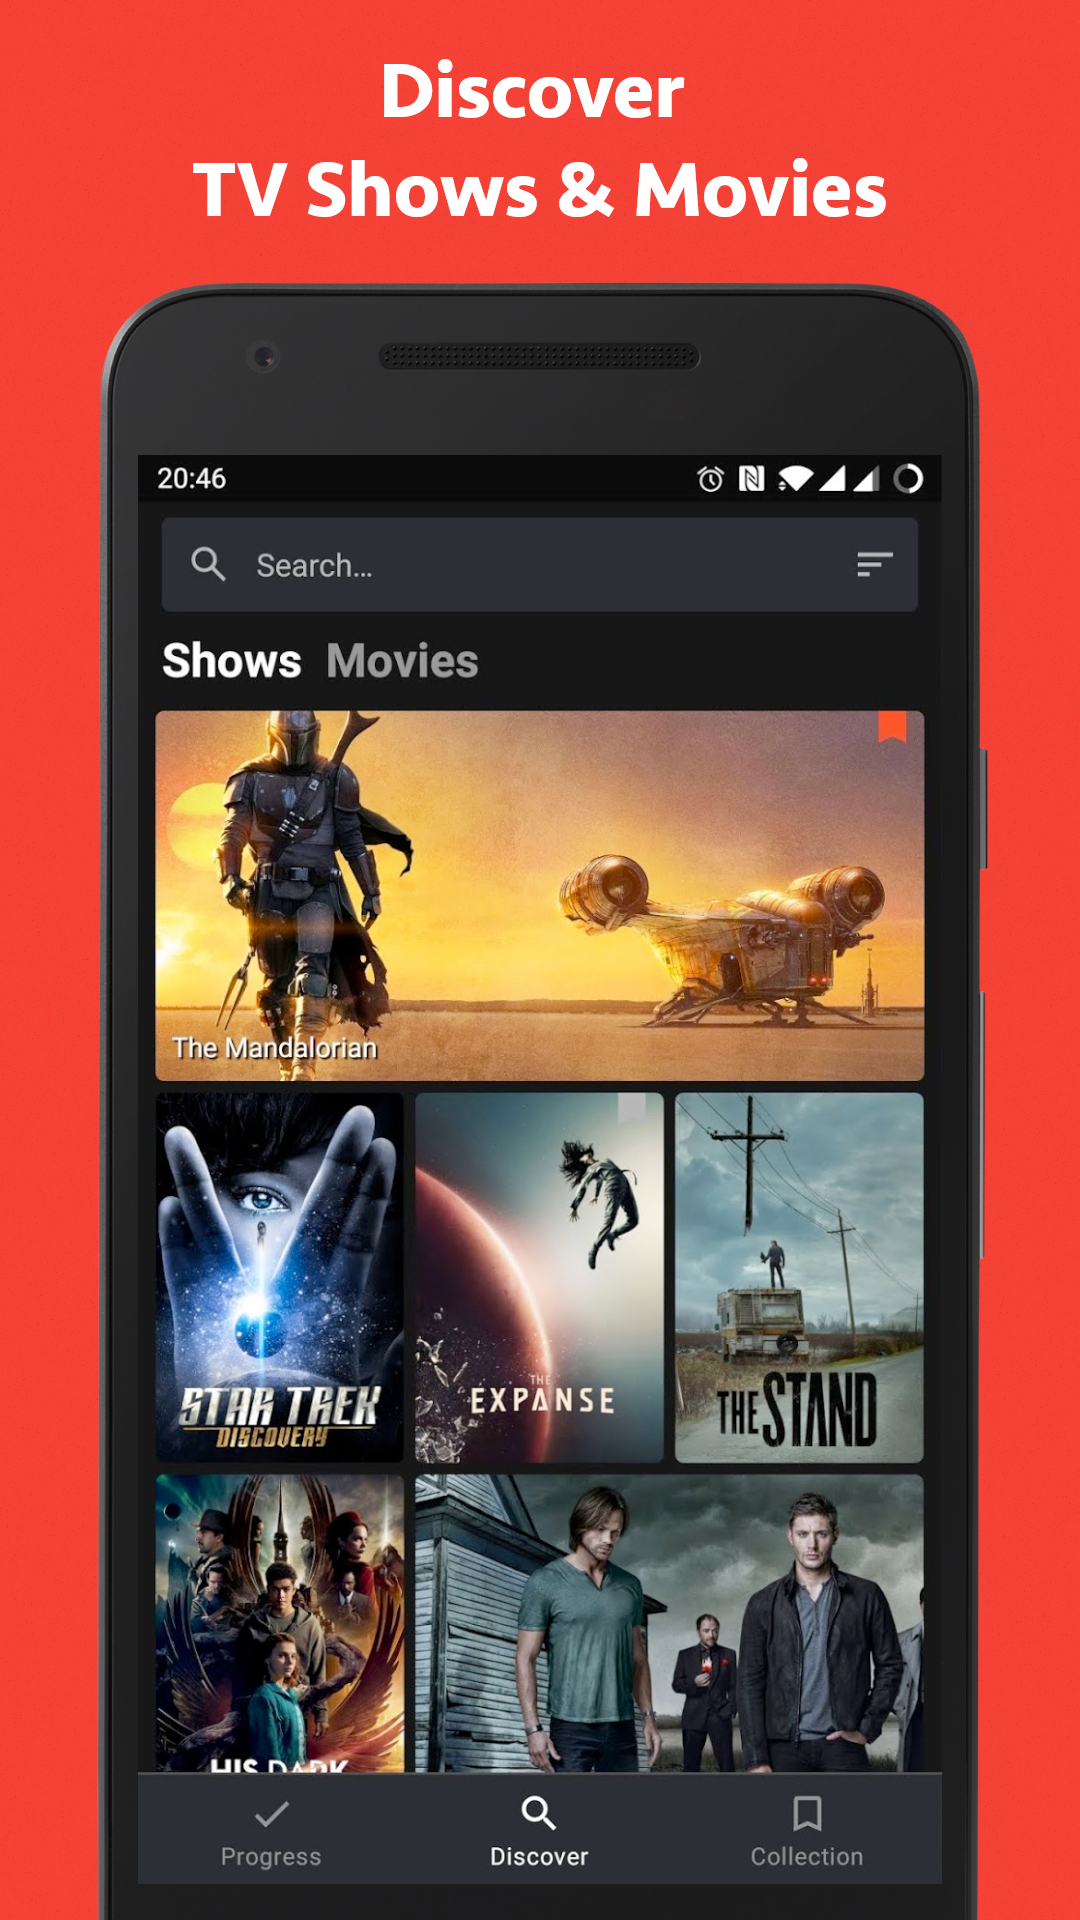 Discover
TV Shows & Movies
20:46
Search...
Shows Movies
The Mandalorian
STAR TREK
DISCOVERY
THE
EXPANSE
THE STAND
HIS DARK
Progress Discover Collection